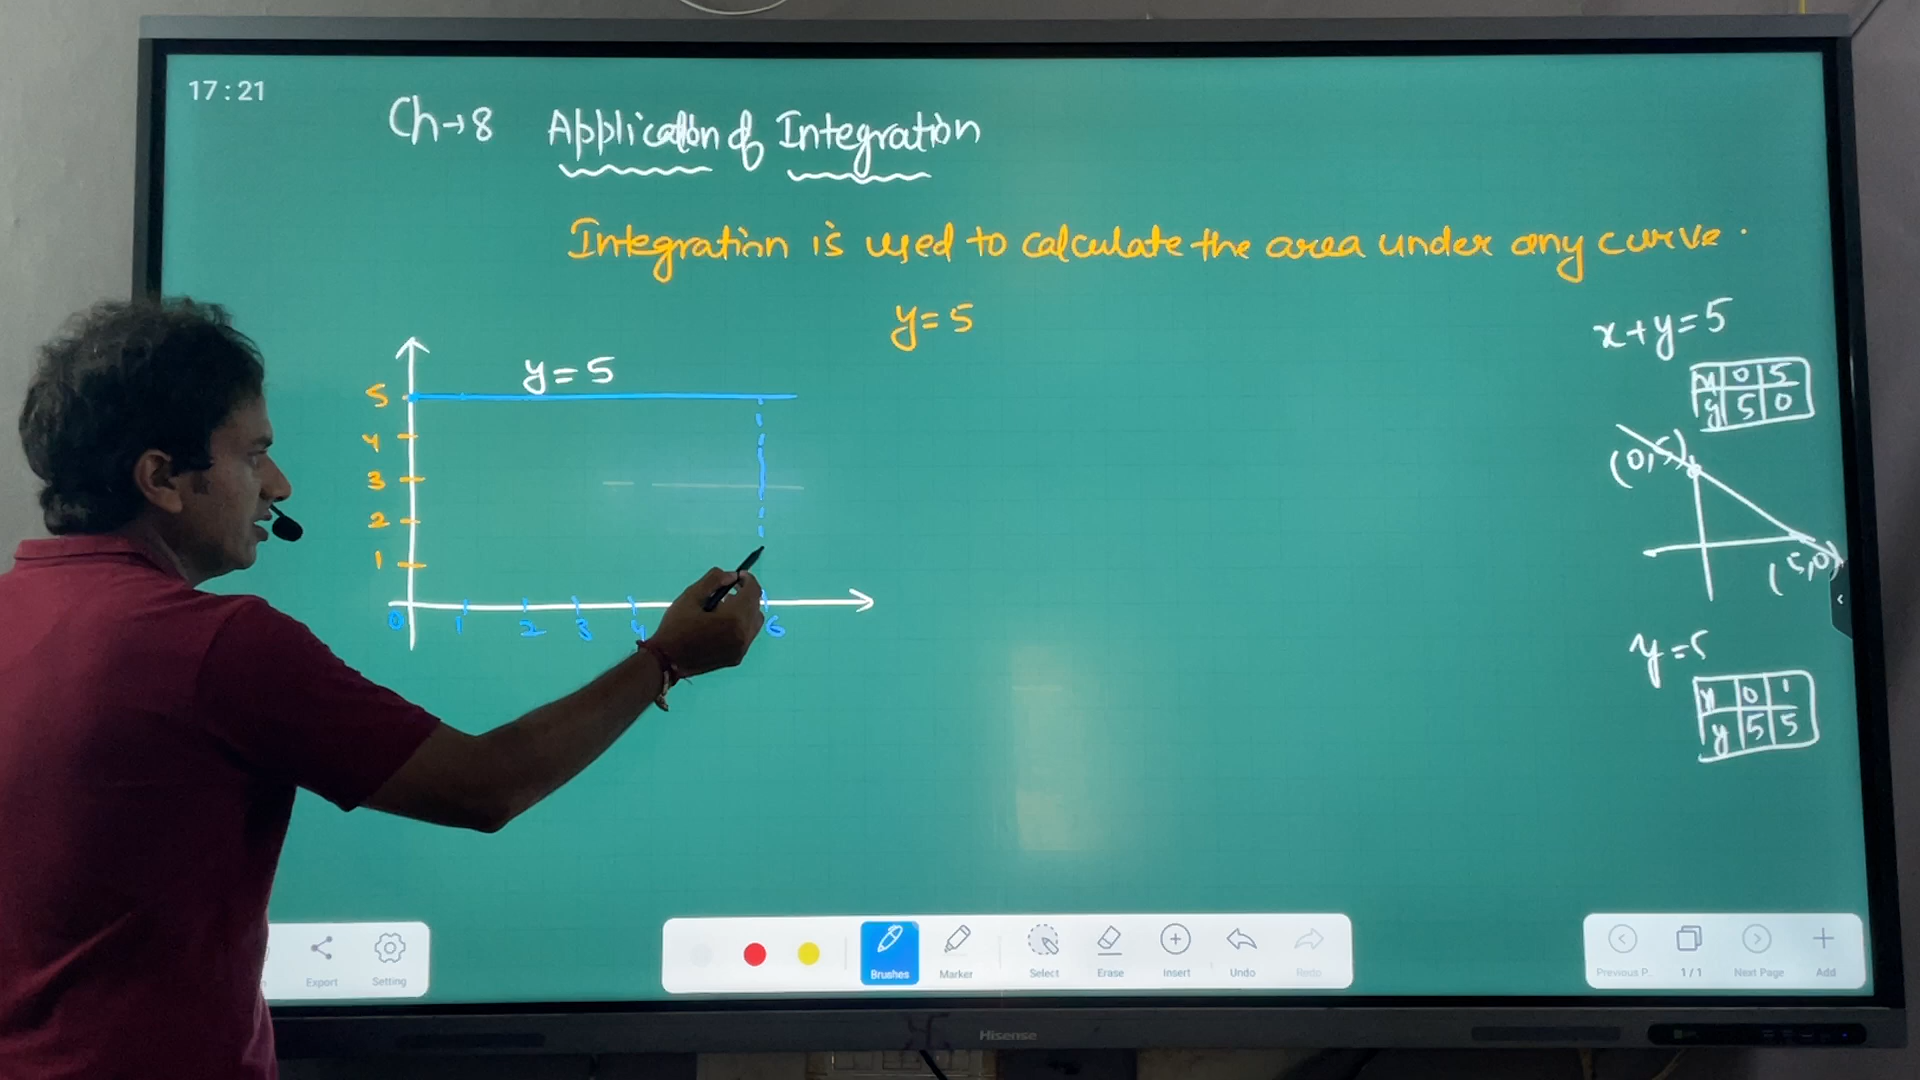 17:21
Ch→8 Application of Integration
Integration is used to calculate the area under any curve.
y=5
x+y=5
x 0 5
y 5 0
y=5
5
4
3
2
1
0 1 2 3 4 6
(0,5)
(5,0)
y=5
x 0 1
y 5 5
Export
Setting
Brushes
Marker
Select
Erase
Insert
Undo
Redo
Previous P.
1/1
Next Page
Add
Hisense